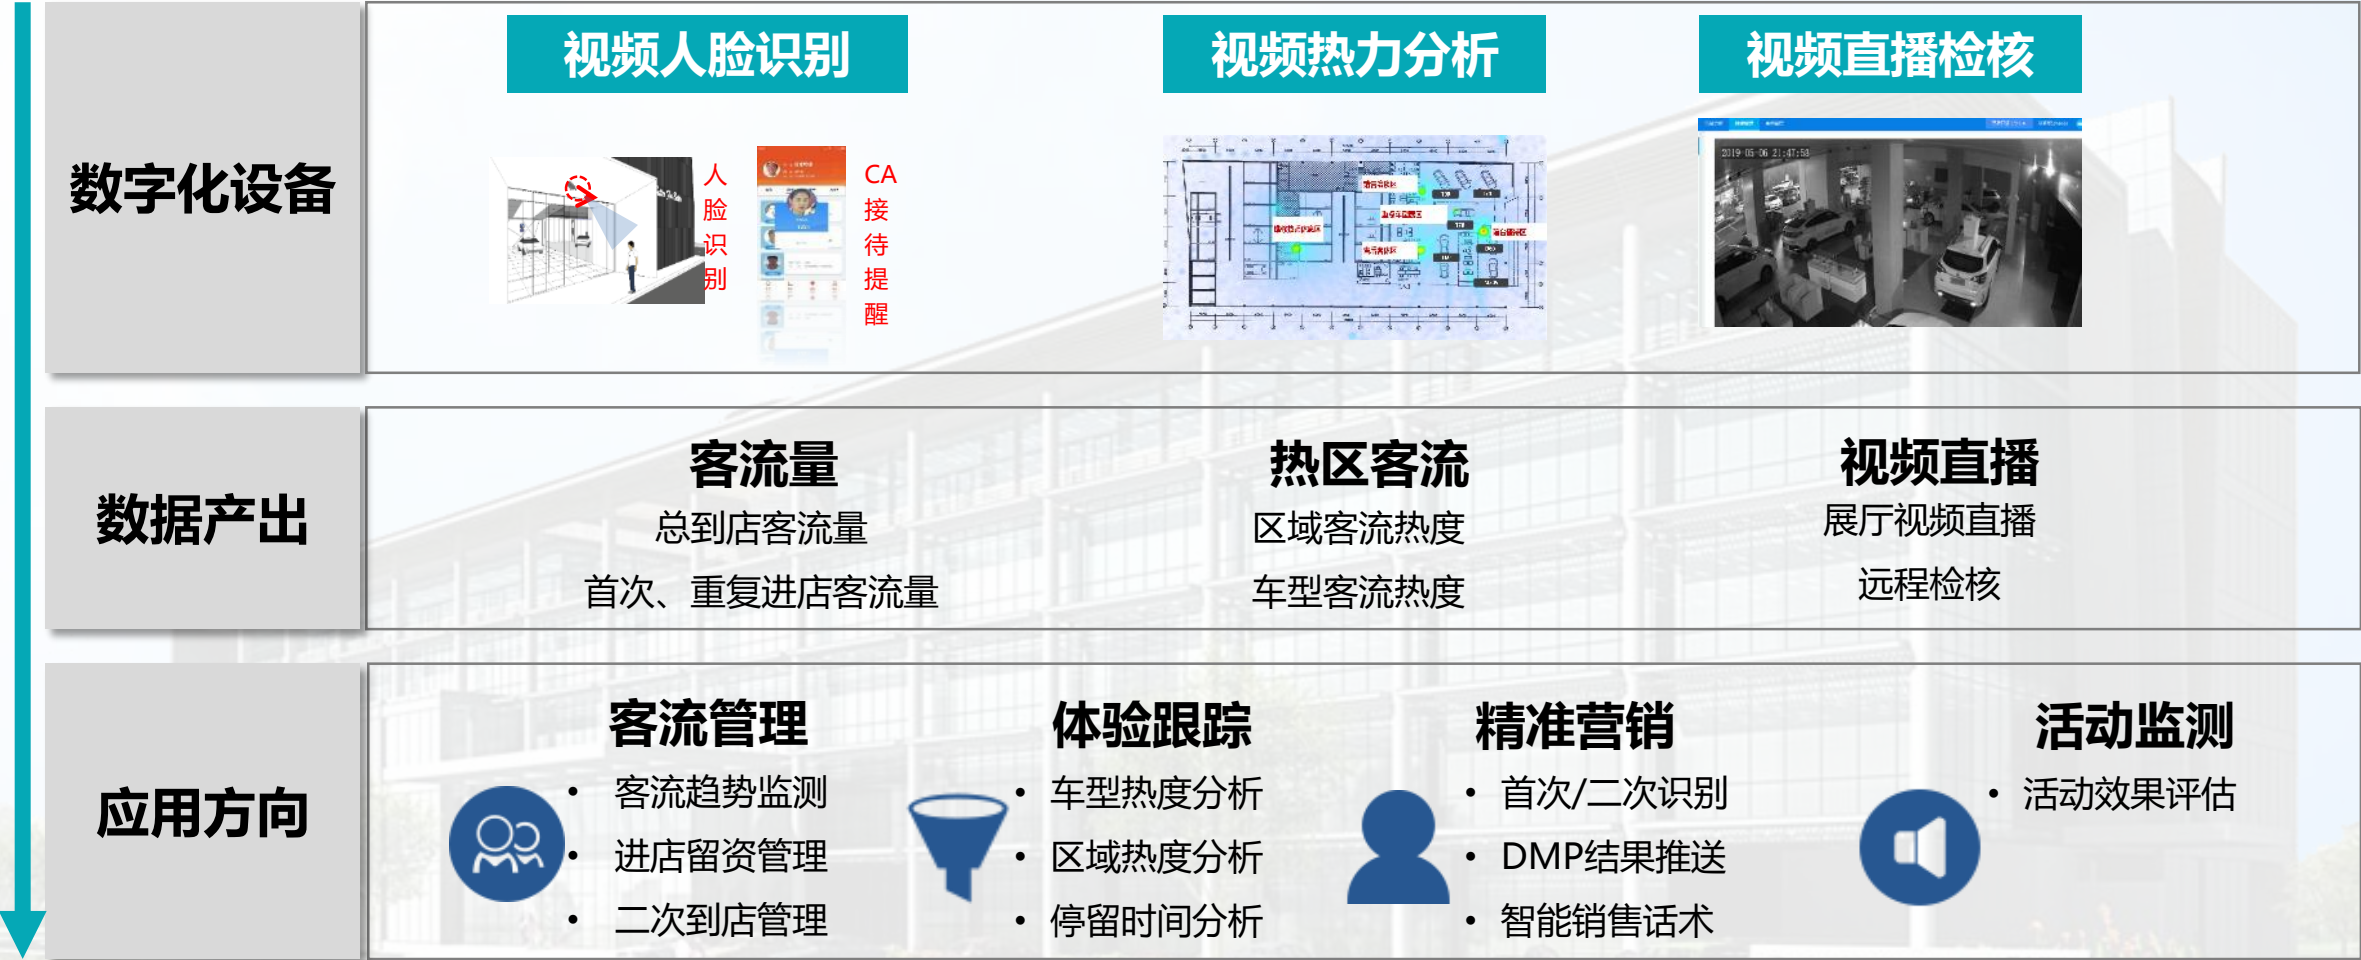 数字化设备
视频人脸识别
视频热力分析
视频直播检核
人脸识别
CA接待提醒
2019-05-06 21:47:53
数据产出
客流量
总到店客流量
首次、重复进店客流量
热区客流
区域客流热度
车型客流热度
视频直播
展厅视频直播
远程检核
应用方向
客流管理
• 客流趋势监测
• 进店留资管理
• 二次到店管理
体验跟踪
• 车型热度分析
• 区域热度分析
• 停留时间分析
精准营销
• 首次/二次识别
• DMP结果推送
• 智能销售话术
活动监测
• 活动效果评估